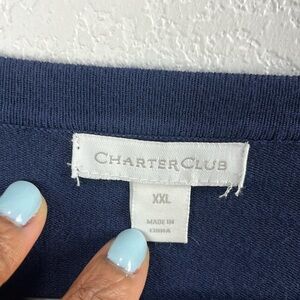 CHARTER CLUB
XXL
MADE IN
CHINA